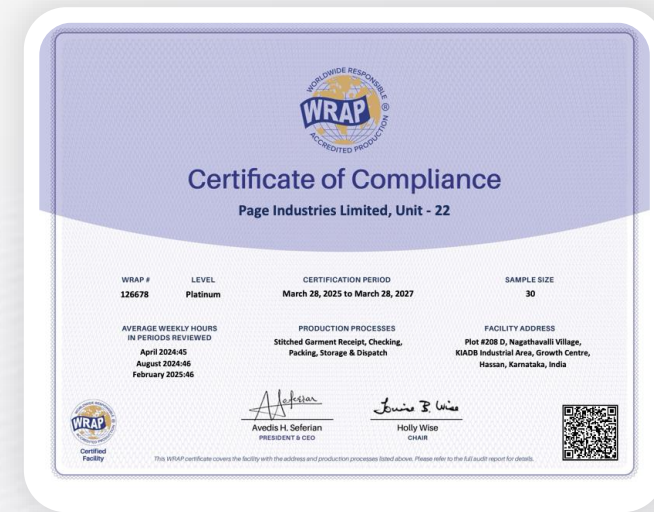 WORLDWIDE RESPONSIBLE
WRAP
®
ACCREDITED PRODUCTION
Certificate of Compliance
Page Industries Limited, Unit - 22
WRAP # LEVEL CERTIFICATION PERIOD SAMPLE SIZE
126678 Platinum March 28, 2025 to March 28, 2027 30
AVERAGE WEEKLY HOURS
IN PERIODS REVIEWED
April 2024:45
August 2024:46
February 2025:46
PRODUCTION PROCESSES
Stitched Garment Receipt, Checking,
Packing, Storage & Dispatch
FACILITY ADDRESS
Plot #208 D, Nagathavalli Village,
KIADB Industrial Area, Growth Centre,
Hassan, Karnataka, India
Avedis H. Seferian
PRESIDENT & CEO
Holly Wise
CHAIR
WRAP
Certified
Facility
This WRAP certificate covers the facility with the address and production processes listed above. Please refer to the full audit report for details.